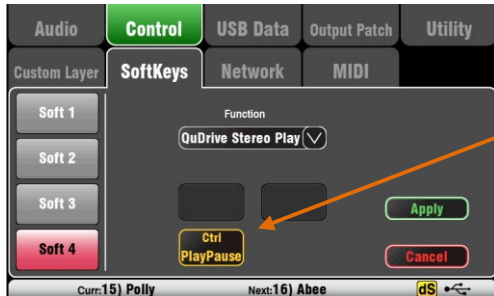 Audio
Control
USB Data
Output Patch
Utility
Custom Layer
SoftKeys
Network
MIDI
Soft 1
Soft 2
Soft 3
Soft 4
Function
QuDrive Stereo Play
Ctrl
PlayPause
Apply
Cancel
Curr:15) Polly
Next:16) Abee
dS